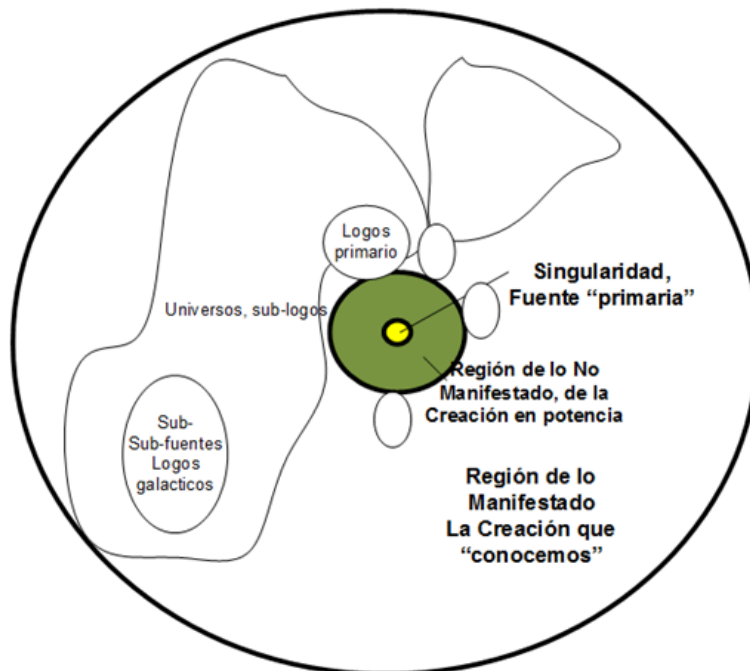 Logos
primario
Singularidad,
Fuente “primaria”
Universos, sub-logos
Región de lo No
Manifestado, de la
Creación en potencia
Sub-
Sub-fuentes
Logos
galacticos
Región de lo
Manifestado
La Creación que
“conocemos”